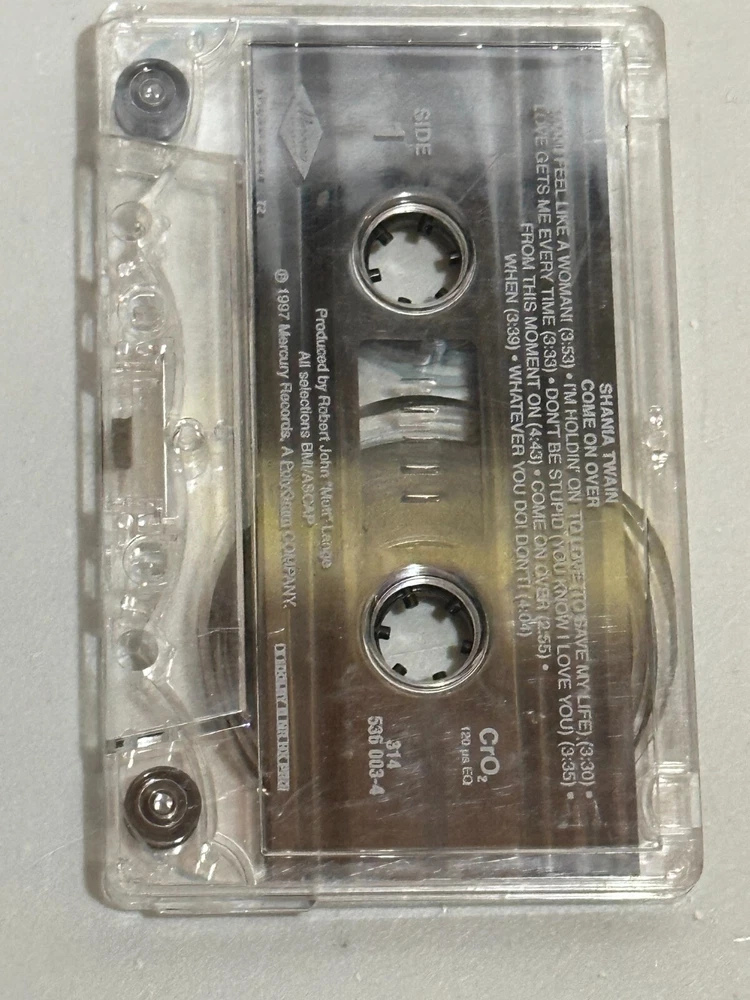 SHANIA TWAIN
COME ON OVER
MAN! I FEEL LIKE A WOMAN! (3:53) • I'M HOLDIN' ON TO LOVE (TO SAVE MY LIFE) (3:30) •
LOVE GETS ME EVERY TIME (3:33) • DON'T BE STUPID (YOU KNOW I LOVE YOU) (3:35) •
FROM THIS MOMENT ON (4:43) • COME ON OVER (2:55) •
WHEN (3:39) • WHATEVER YOU DO! DON'T! (4:04)
SIDE
1
CrO2
120 µs EQ
314
536 003-4
Produced by Robert John "Mutt" Lange
All selections BMI/ASCAP
℗ 1997 Mercury Records, A PolyGram COMPANY.
DOLBY B NR HX PRO